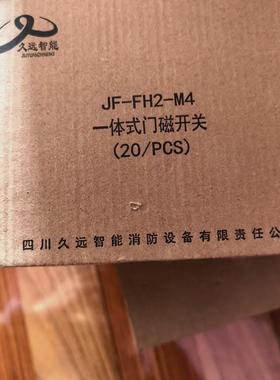 久远智能
JIUYUANZHINENG
JF-FH2-M4
一体式门磁开关
(20/PCS)
四川久远智能消防设备有限责任公